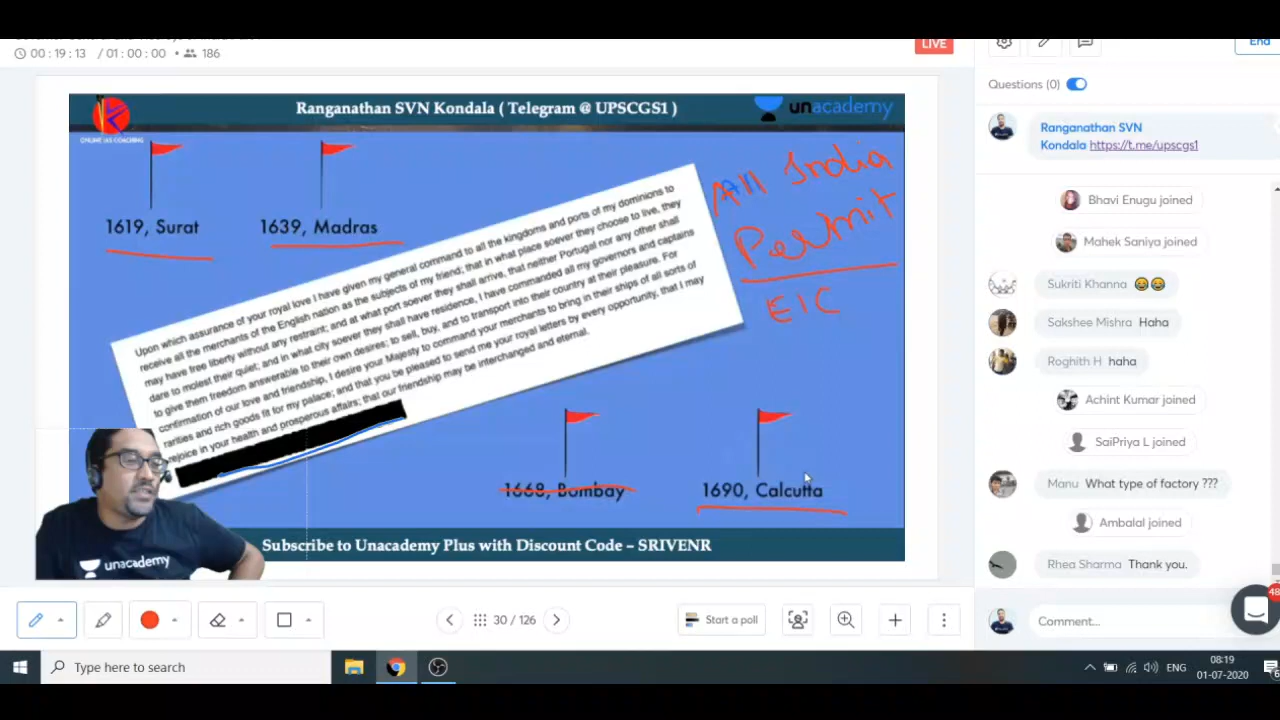 00 : 19 : 13 / 01 : 00 : 00 • 186
LIVE
End
Questions (0)
Ranganathan SVN Kondala ( Telegram @ UPSCGS1 )
unacademy
ONLINE IAS COACHING
1619, Surat
1639, Madras
All India
Permit
EIC
Upon which assurance of your royal love I have given my general command to all the kingdoms and ports of my dominions to
receive all the merchants of the English nation as the subjects of my friend; that in what place soever they choose to live, they
may have free liberty without any restraint; and at what port soever they shall arrive, that neither Portugal nor any other shall
dare to molest their quiet; and in what city soever they shall have residence, I have commanded all my governors and captains
to give them freedom answerable to their own desires; to sell, buy, and to transport into their country at their pleasure. For
confirmation of our love and friendship, I desire your Majesty to command your merchants to bring in their ships of all sorts of
rarities and rich goods fit for my palace; and that you be pleased to send me your royal letters by every opportunity, that I may
rejoice in your health and prosperous affairs; that our friendship may be interchanged and eternal.
1668, Bombay
1690, Calcutta
unacademy
Subscribe to Unacademy Plus with Discount Code – SRIVENR
Ranganathan SVN
Kondala https://t.me/upscgs1
Bhavi Enugu joined
Mahek Saniya joined
Sukriti Khanna 😂😂
Sakshee Mishra Haha
Roghith H haha
Achint Kumar joined
SaiPriya L joined
Manu What type of factory ???
Ambalal joined
Rhea Sharma Thank you.
48
Comment...
30 / 126
Start a poll
Type here to search
ENG
08:19
01-07-2020
6